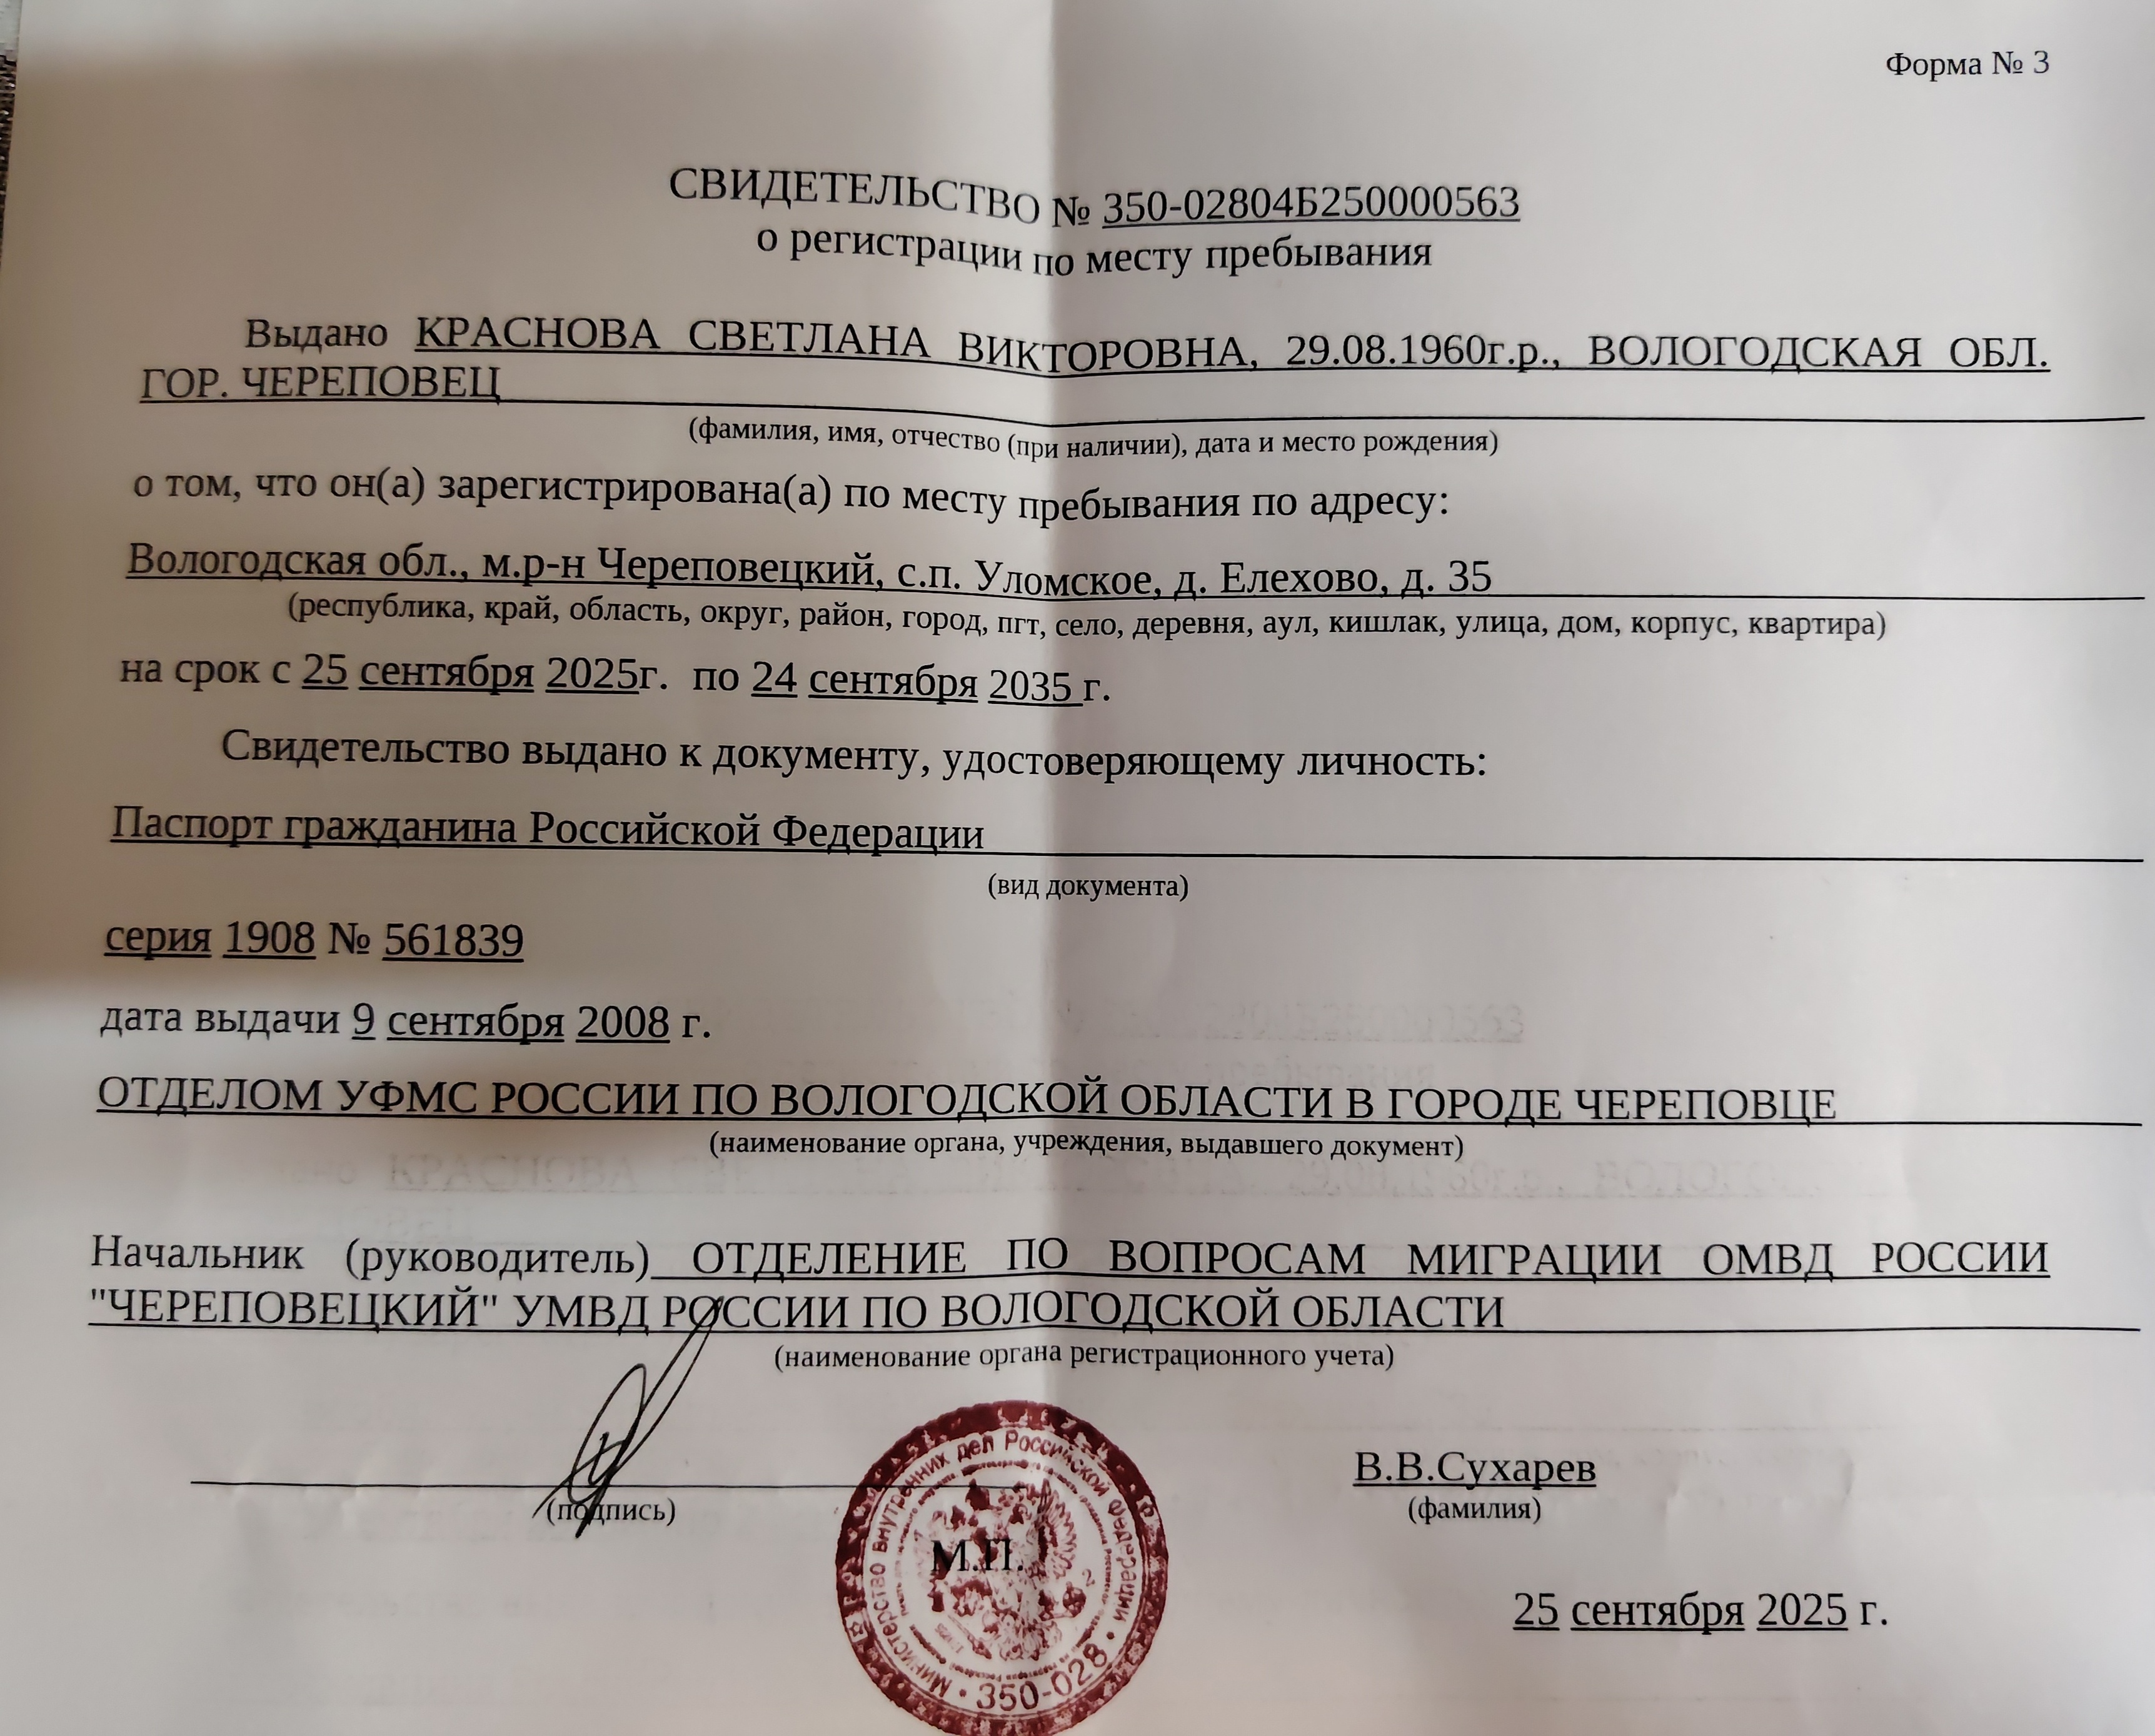 Форма № 3
СВИДЕТЕЛЬСТВО № 350-02804Б250000563
о регистрации по месту пребывания
Выдано КРАСНОВА СВЕТЛАНА ВИКТОРОВНА, 29.08.1960г.р., ВОЛОГОДСКАЯ ОБЛ.
ГОР. ЧЕРЕПОВЕЦ
(фамилия, имя, отчество (при наличии), дата и место рождения)
о том, что он(а) зарегистрирована(а) по месту пребывания по адресу:
Вологодская обл., м.р-н Череповецкий, с.п. Уломское, д. Елехово, д. 35
(республика, край, область, округ, район, город, пгт, село, деревня, аул, кишлак, улица, дом, корпус, квартира)
на срок с 25 сентября 2025г. по 24 сентября 2035 г.
Свидетельство выдано к документу, удостоверяющему личность:
Паспорт гражданина Российской Федерации
(вид документа)
серия 1908 № 561839
дата выдачи 9 сентября 2008 г.
ОТДЕЛОМ УФМС РОССИИ ПО ВОЛОГОДСКОЙ ОБЛАСТИ В ГОРОДЕ ЧЕРЕПОВЦЕ
(наименование органа, учреждения, выдавшего документ)
Начальник (руководитель) ОТДЕЛЕНИЕ ПО ВОПРОСАМ МИГРАЦИИ ОМВД РОССИИ
"ЧЕРЕПОВЕЦКИЙ" УМВД РОССИИ ПО ВОЛОГОДСКОЙ ОБЛАСТИ
(наименование органа регистрационного учета)
В.В.Сухарев
(подпись) (фамилия)
М.П.
Министерство внутренних дел Российской Федерации • 350-028 •
25 сентября 2025 г.